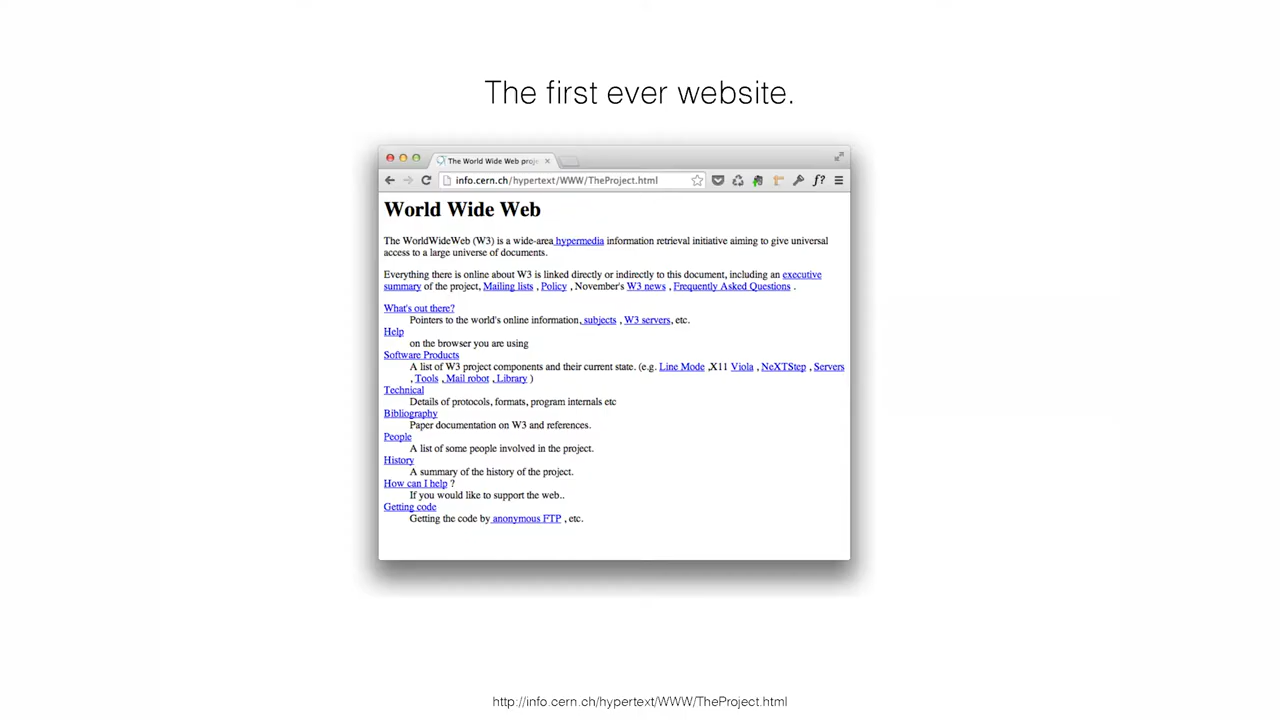 The first ever website.
The World Wide Web proj
info.cern.ch/hypertext/WWW/TheProject.html
f?
World Wide Web
The WorldWideWeb (W3) is a wide-area hypermedia information retrieval initiative aiming to give universal
access to a large universe of documents.
Everything there is online about W3 is linked directly or indirectly to this document, including an executive
summary of the project, Mailing lists , Policy , November's W3 news , Frequently Asked Questions .
What's out there?
Pointers to the world's online information, subjects , W3 servers, etc.
Help
on the browser you are using
Software Products
A list of W3 project components and their current state. (e.g. Line Mode ,X11 Viola , NeXTStep , Servers
, Tools , Mail robot , Library )
Technical
Details of protocols, formats, program internals etc
Bibliography
Paper documentation on W3 and references.
People
A list of some people involved in the project.
History
A summary of the history of the project.
How can I help ?
If you would like to support the web..
Getting code
Getting the code by anonymous FTP , etc.
http://info.cern.ch/hypertext/WWW/TheProject.html